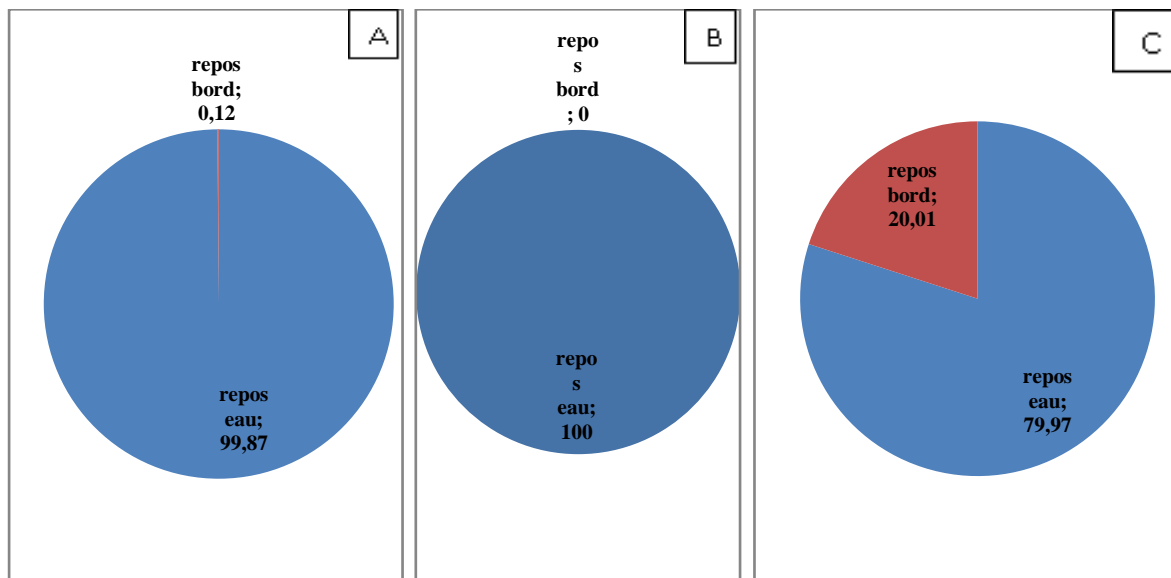 A
repos
bord;
0,12
repos
eau;
99,87
B
repo
s
bord
; 0
repo
s
eau;
100
C
repos
bord;
20,01
repos
eau;
79,97